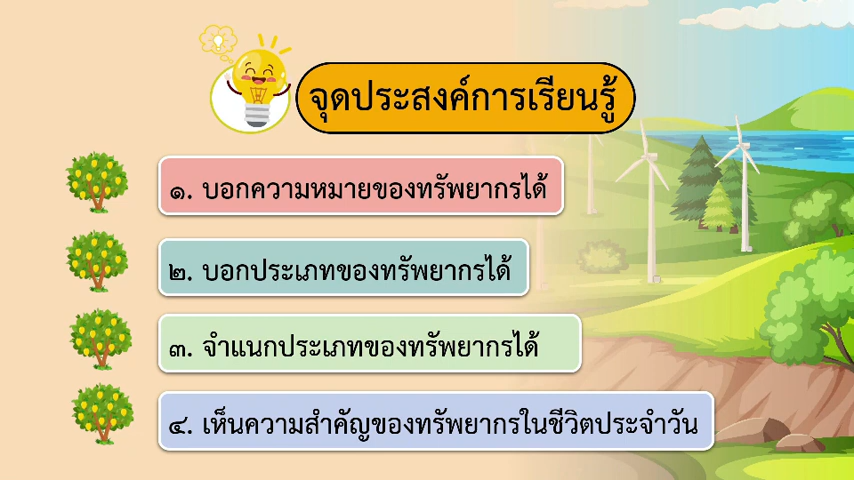 จุดประสงค์การเรียนรู้
๑. บอกความหมายของทรัพยากรได้
๒. บอกประเภทของทรัพยากรได้
๓. จำแนกประเภทของทรัพยากรได้
๔. เห็นความสำคัญของทรัพยากรในชีวิตประจำวัน